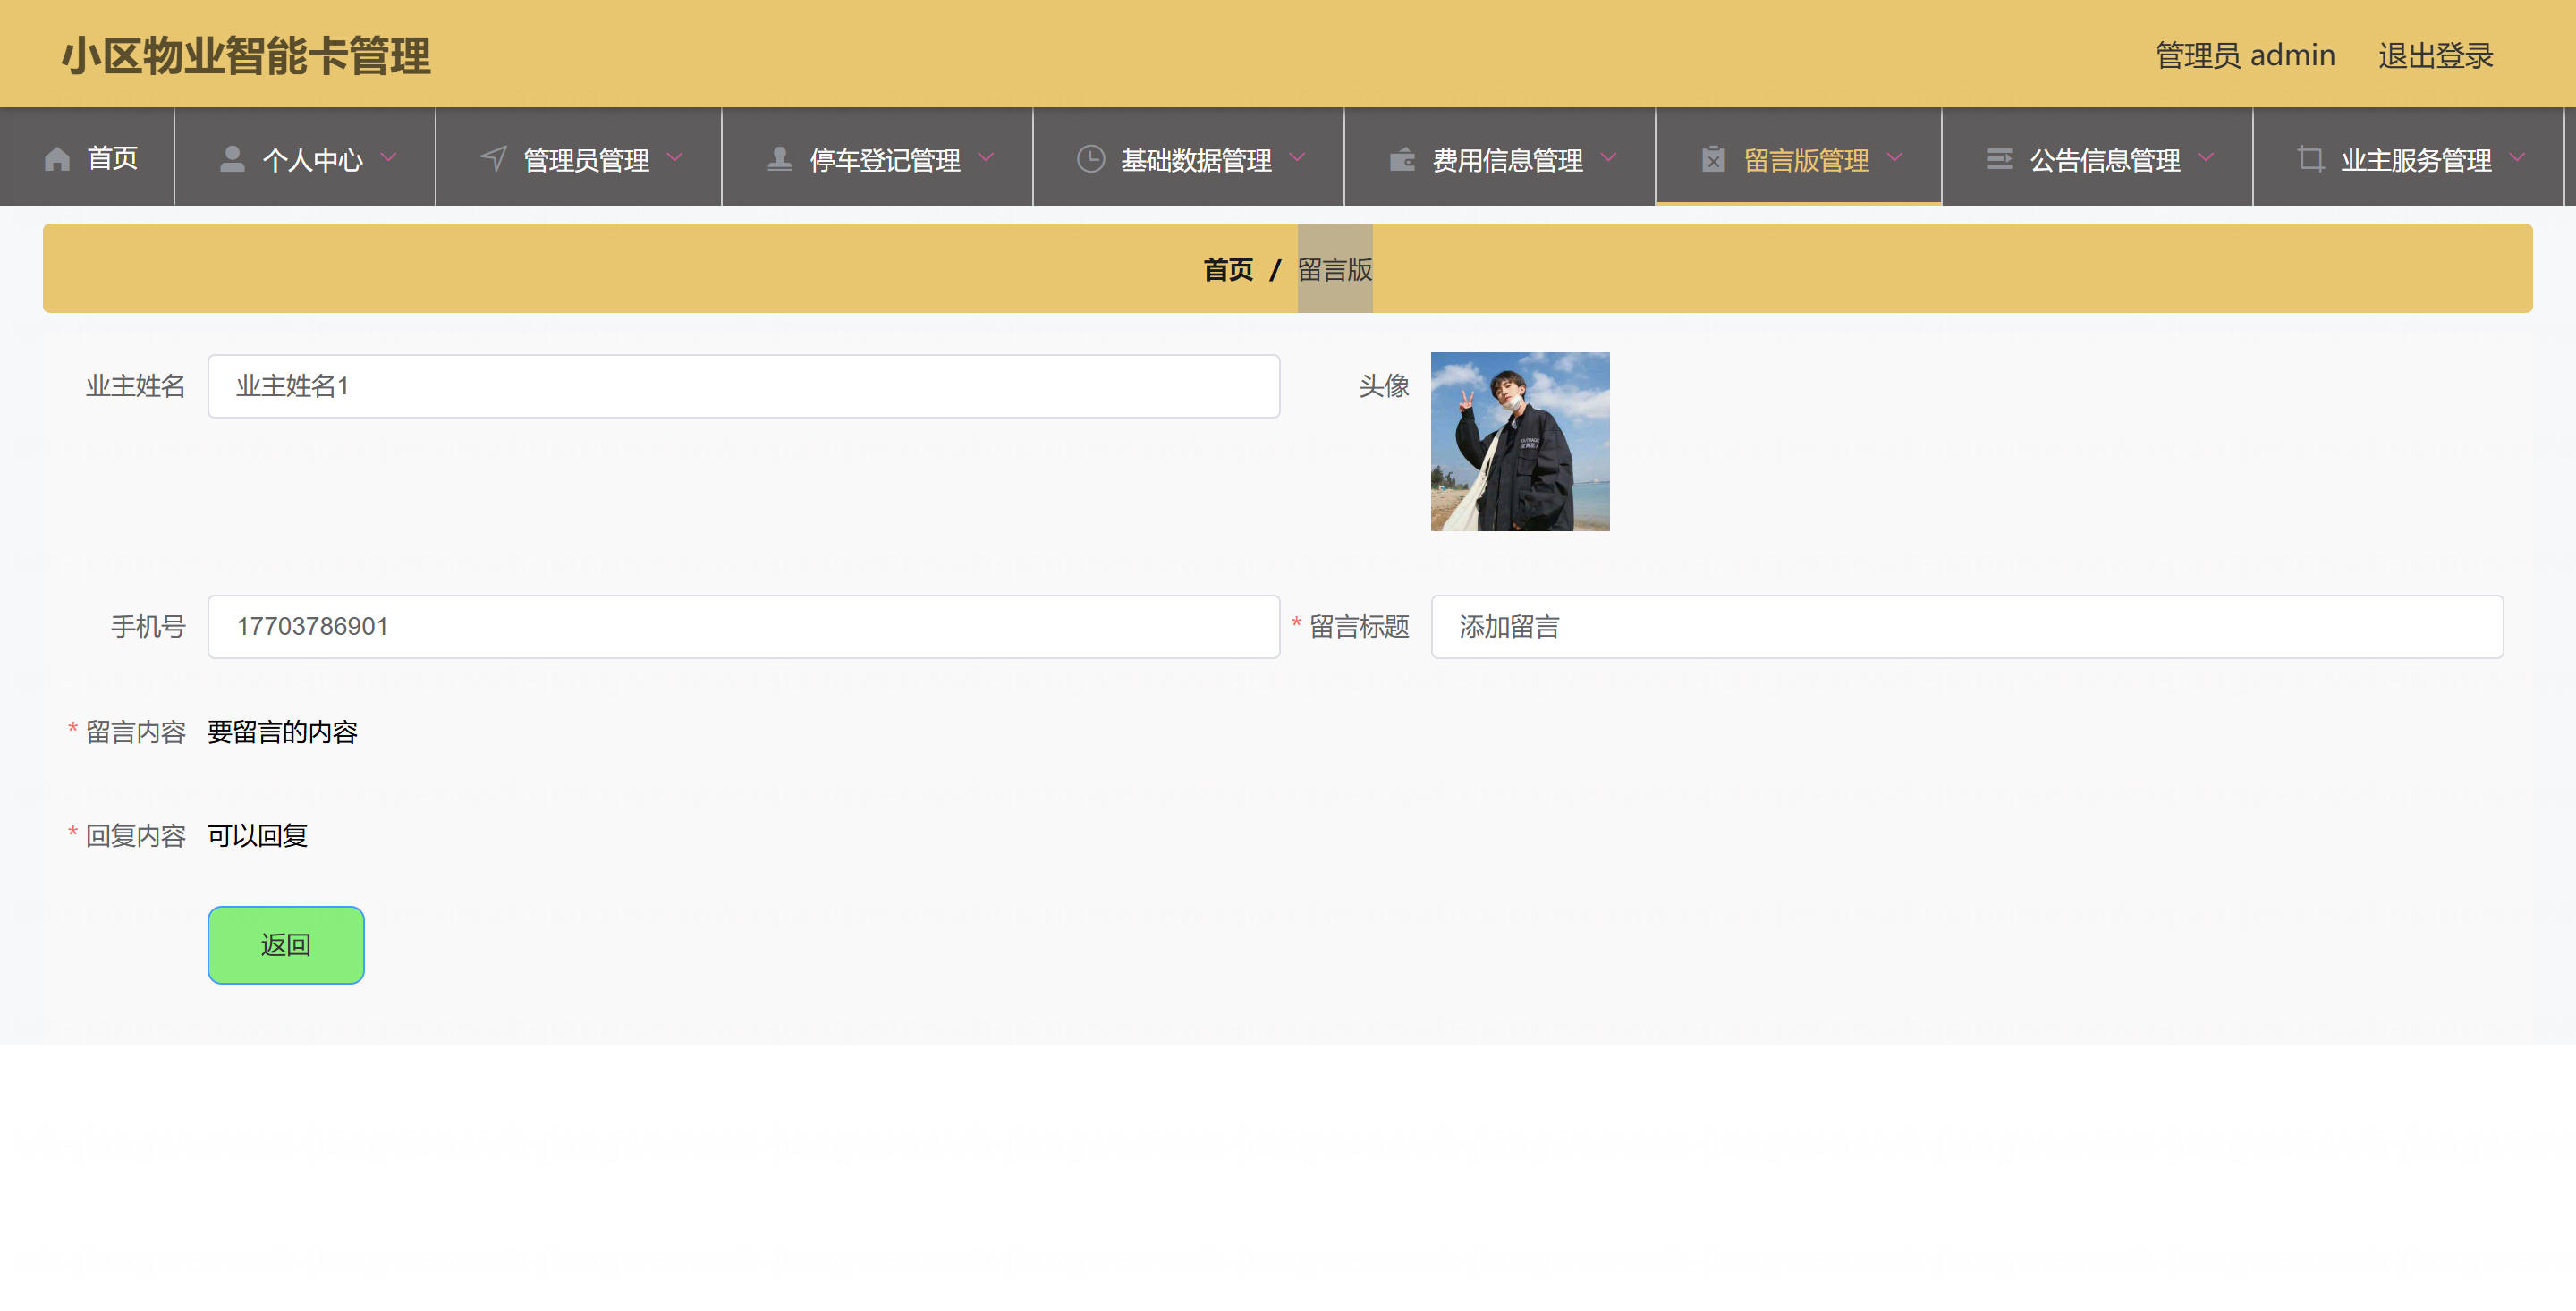 小区物业智能卡管理
管理员 admin 退出登录
首页 个人中心 管理员管理 停车登记管理 基础数据管理 费用信息管理 留言版管理 公告信息管理 业主服务管理
首页 / 留言版
业主姓名 业主姓名1 头像
手机号 17703786901 * 留言标题 添加留言
* 留言内容 要留言的内容
* 回复内容 可以回复
返回